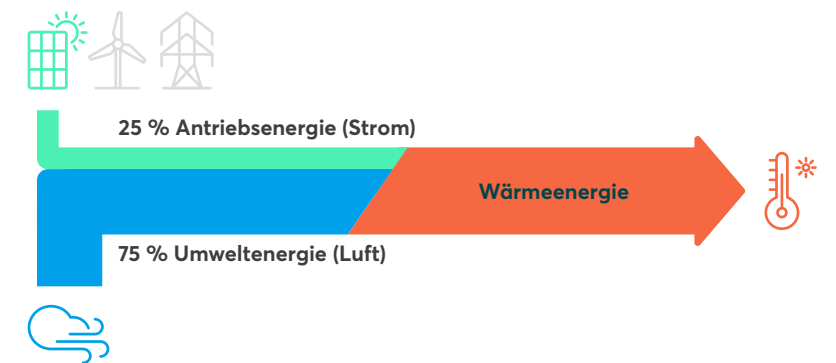 25 % Antriebsenergie (Strom)
Wärmeenergie
75 % Umweltenergie (Luft)